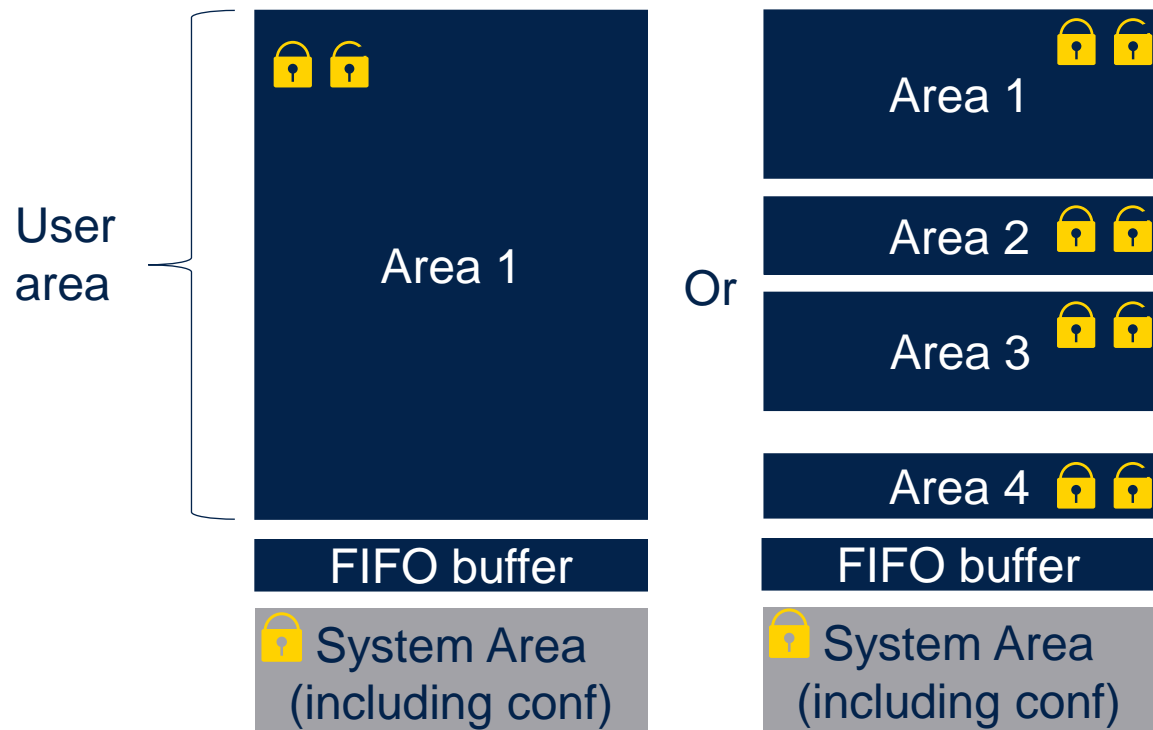 User
area
Area 1
FIFO buffer
System Area
(including conf)
Or
Area 1
Area 2
Area 3
Area 4
FIFO buffer
System Area
(including conf)